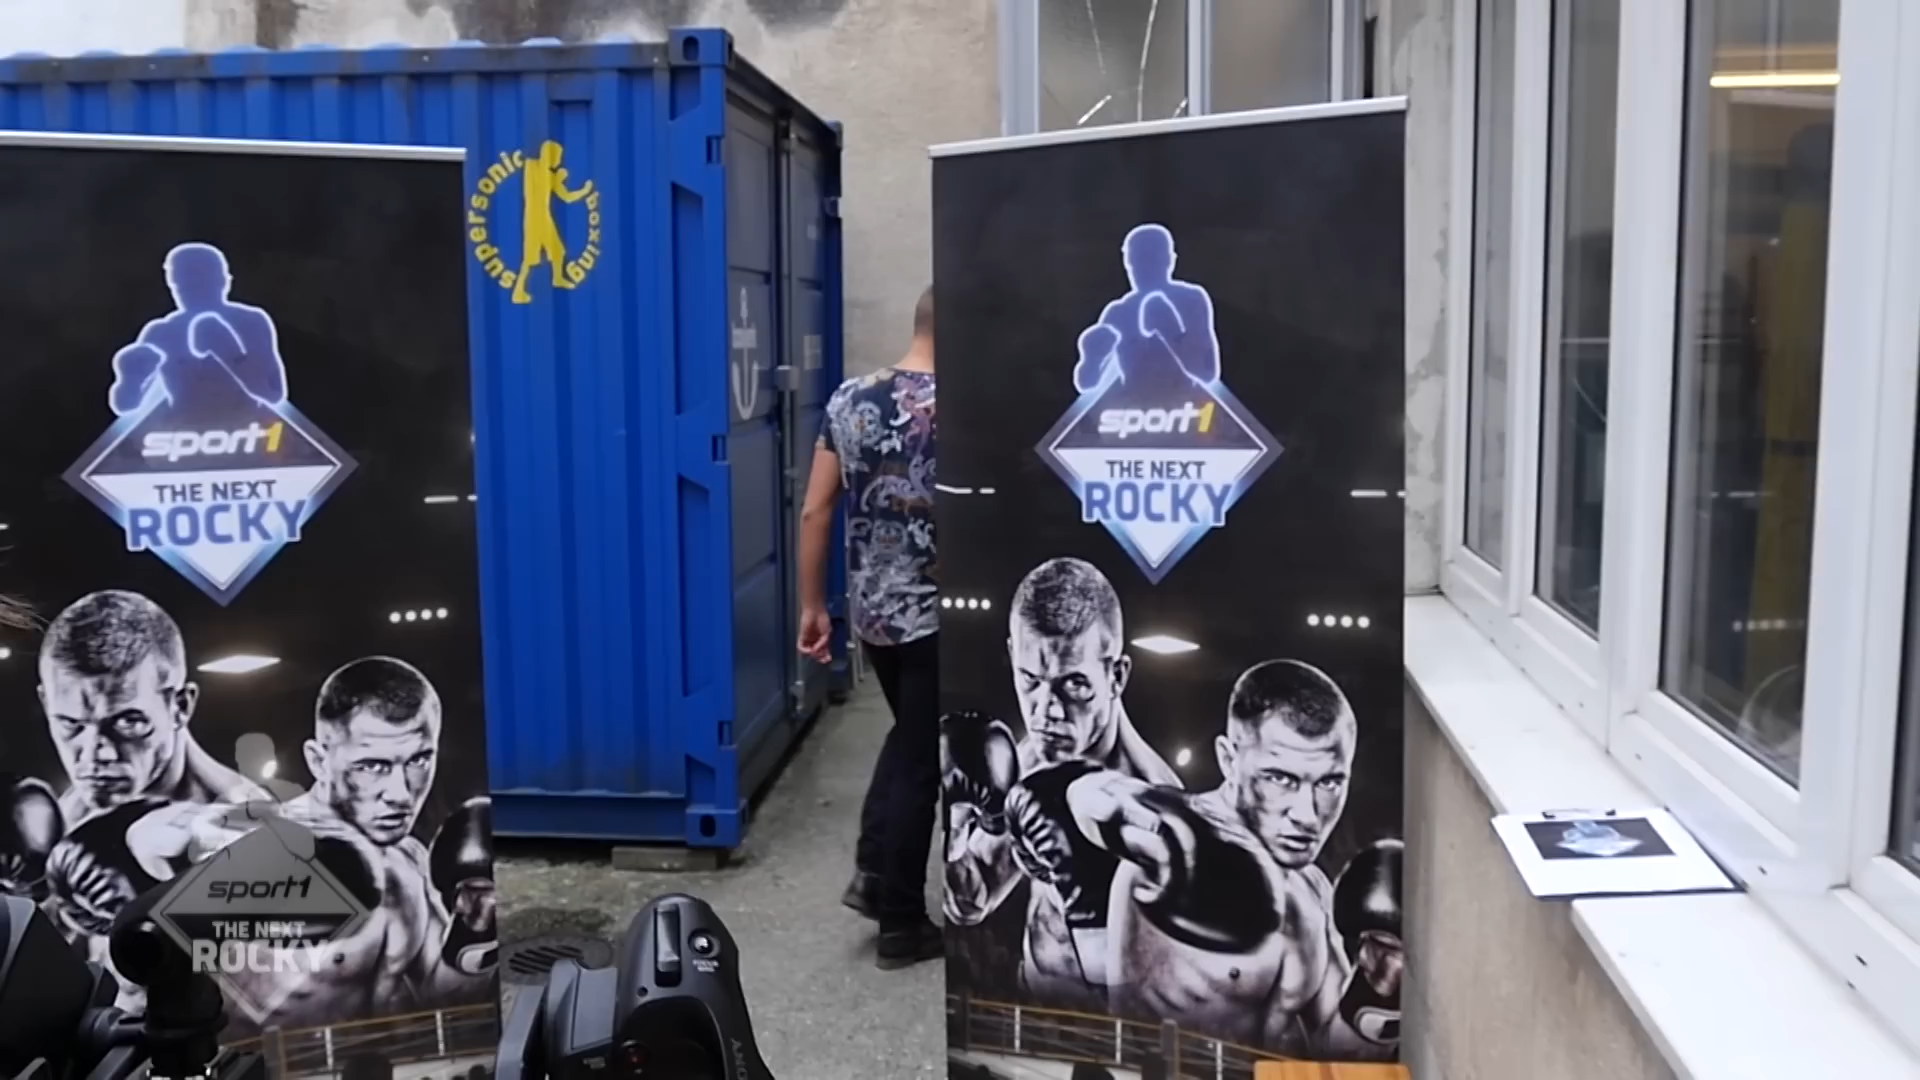 supersonic boxing
sport1
THE NEXT
ROCKY
sport1
THE NEXT
ROCKY
sport1
THE NEXT
ROCKY